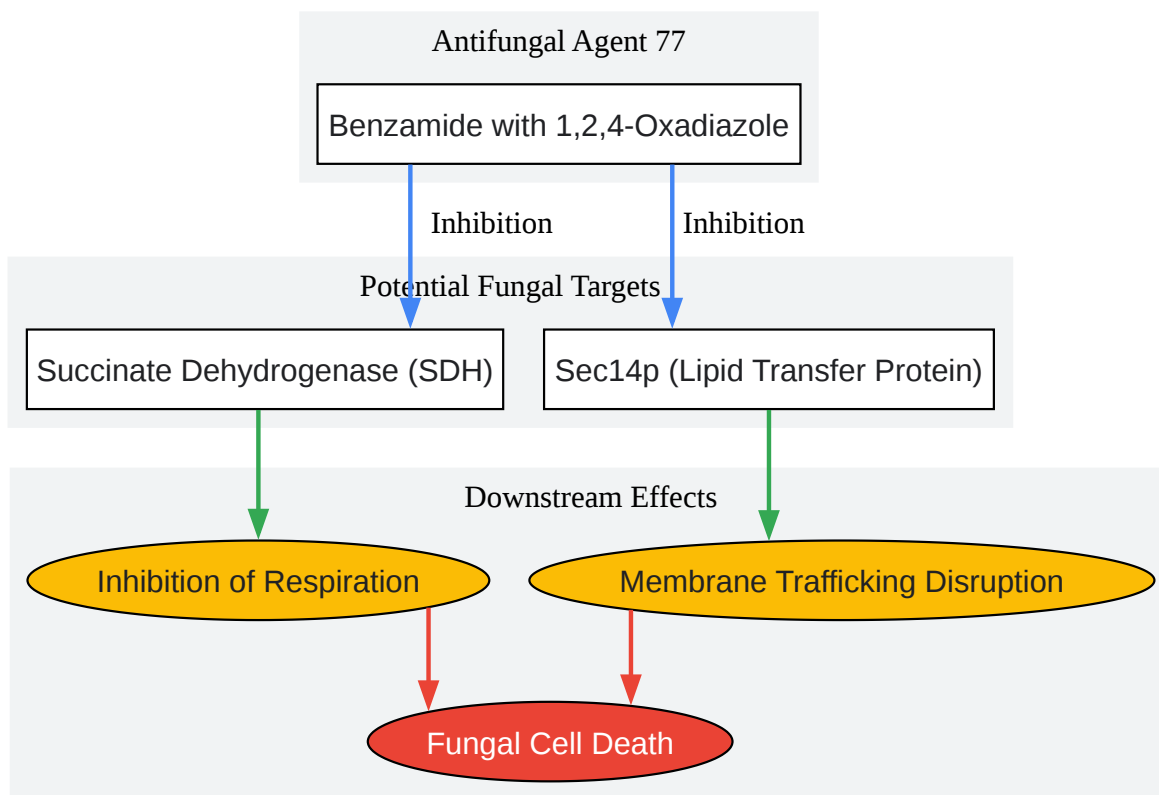 Antifungal Agent 77
Benzamide with 1,2,4-Oxadiazole
Inhibition
Inhibition
Potential Fungal Targets
Succinate Dehydrogenase (SDH)
Sec14p (Lipid Transfer Protein)
Downstream Effects
Inhibition of Respiration
Membrane Trafficking Disruption
Fungal Cell Death